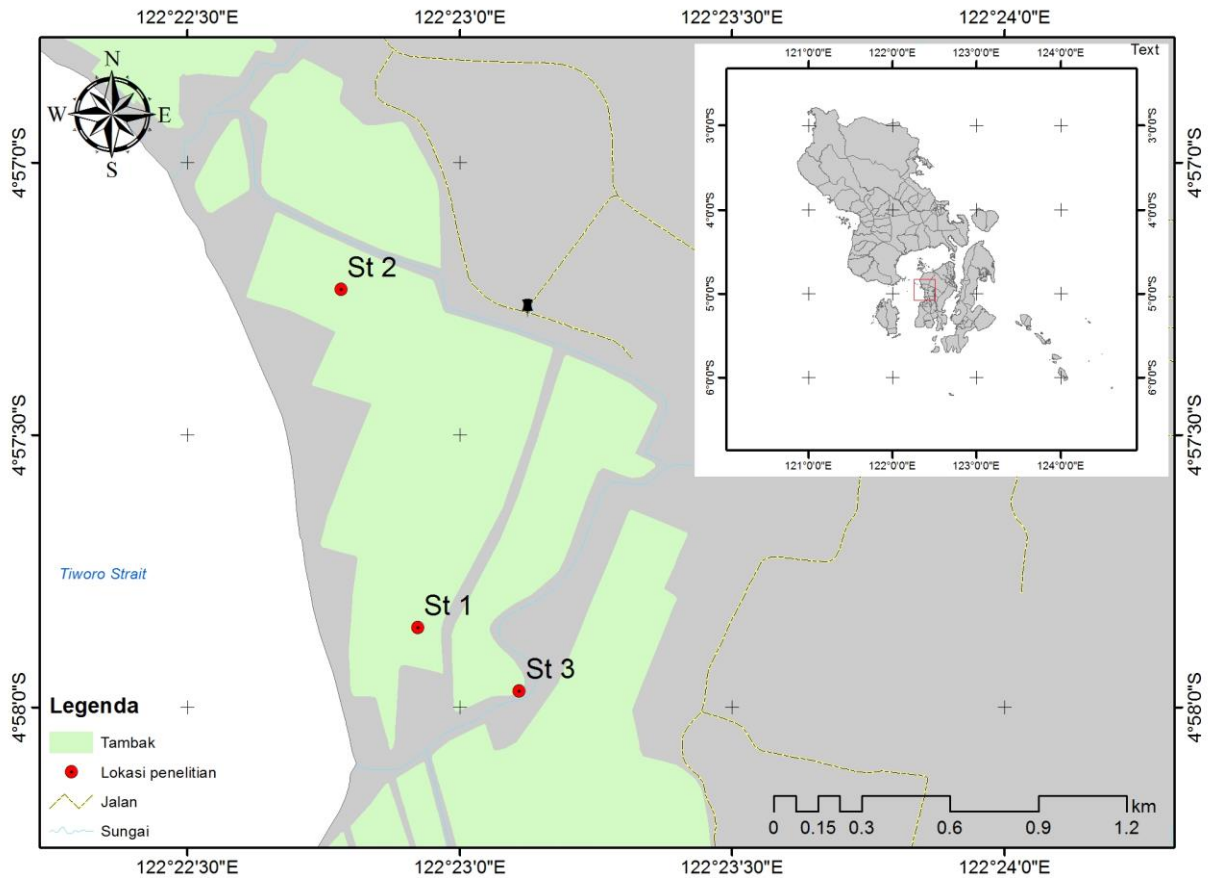 122°22'30"E 122°23'0"E 122°23'30"E 122°24'0"E
N
W E
S
Text
121°0'0"E 122°0'0"E 123°0'0"E 124°0'0"E
3°0'0"S 3°0'0"S
4°0'0"S 4°0'0"S
5°0'0"S 5°0'0"S
6°0'0"S 6°0'0"S
121°0'0"E 122°0'0"E 123°0'0"E 124°0'0"E
4°57'0"S 4°57'0"S
St 2
4°57'30"S 4°57'30"S
Tiworo Strait
St 1
St 3
4°58'0"S 4°58'0"S
Legenda
Tambak
Lokasi penelitian
Jalan
Sungai
km
0 0.15 0.3 0.6 0.9 1.2
122°22'30"E 122°23'0"E 122°23'30"E 122°24'0"E